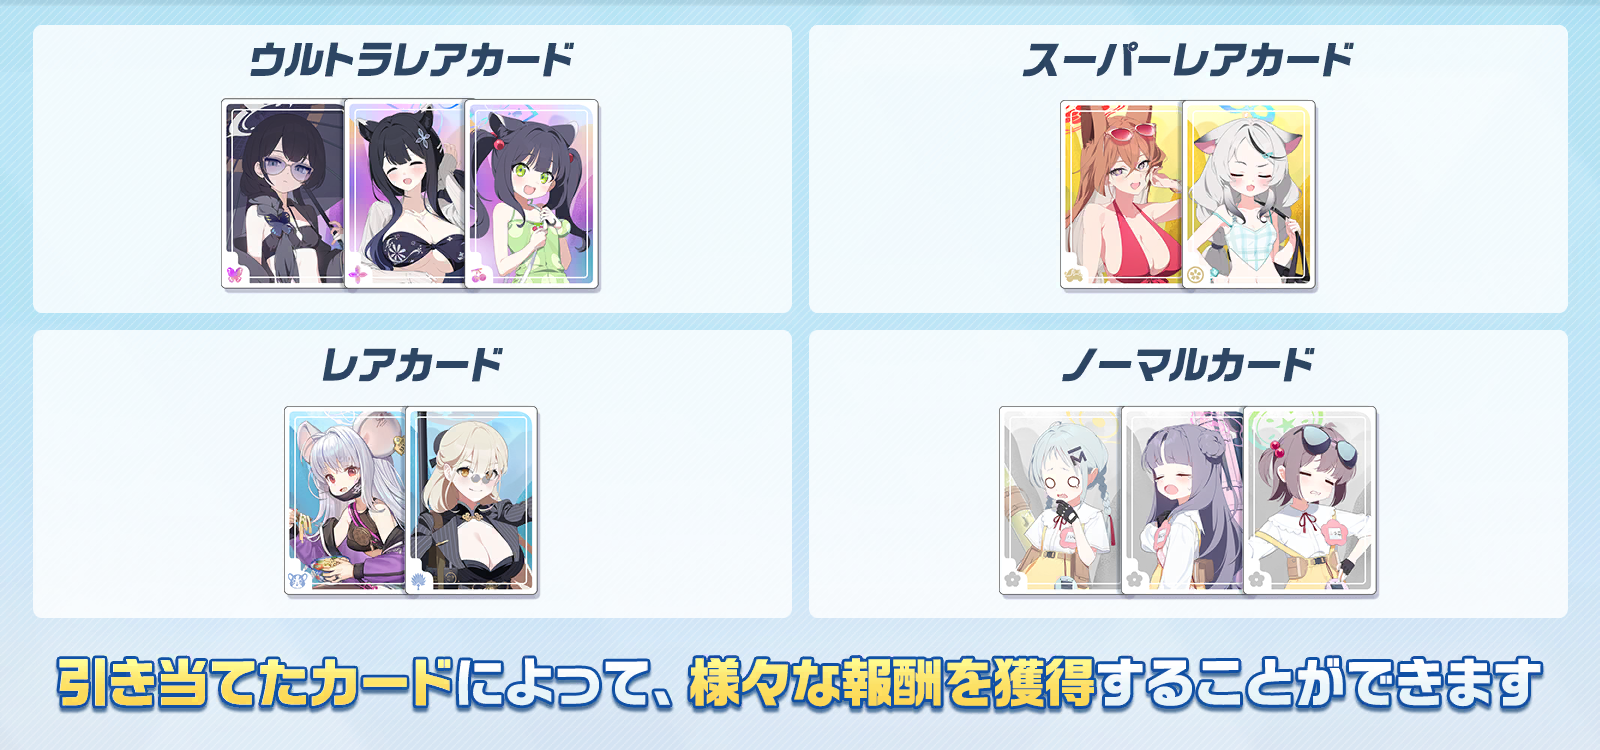 ウルトラレアカード
スーパーレアカード
レアカード
ノーマルカード
引き当てたカードによって、様々な報酬を獲得することができます